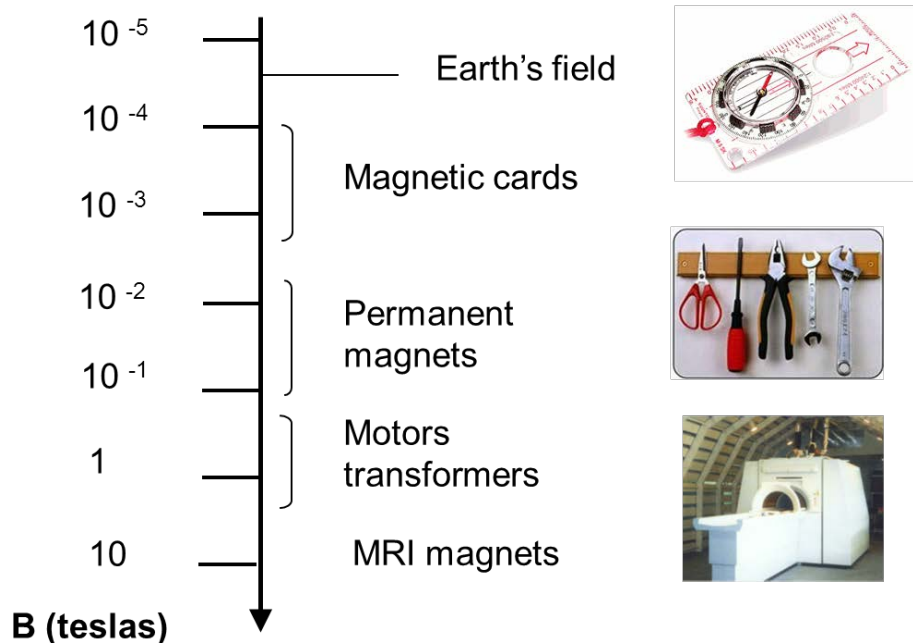 10 -5
Earth's field
10 -4
Magnetic cards
10 -3
10 -2
Permanent
magnets
10 -1
Motors
transformers
1
10
MRI magnets
B (teslas)